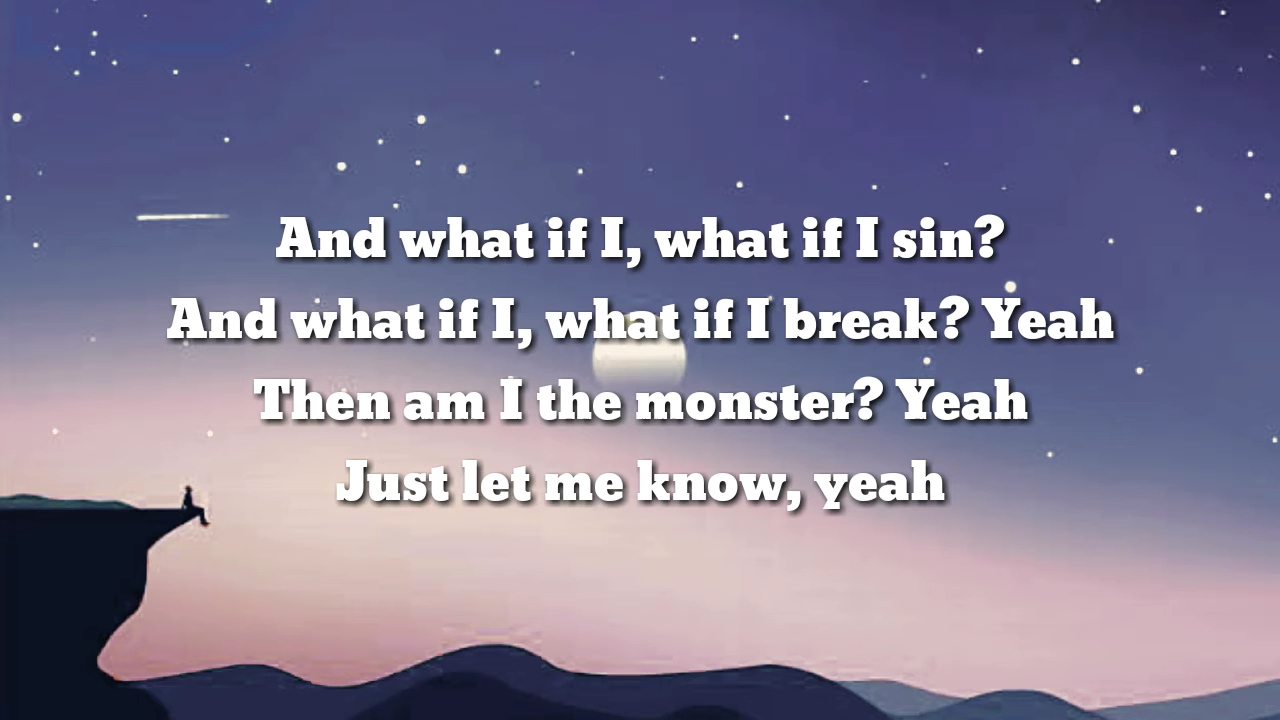 And what if I, what if I sin?
And what if I, what if I break? Yeah
Then am I the monster? Yeah
Just let me know, yeah